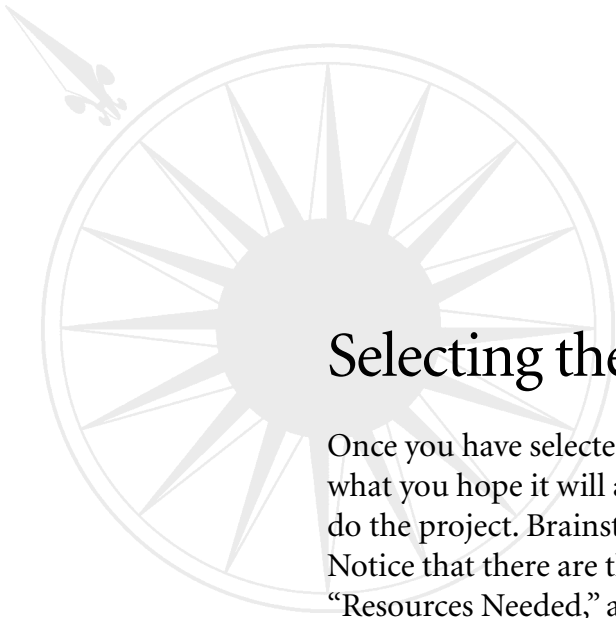 Selecting the
Once you have selecte
what you hope it will a
do the project. Brainst
Notice that there are t
“Resources Needed,” a